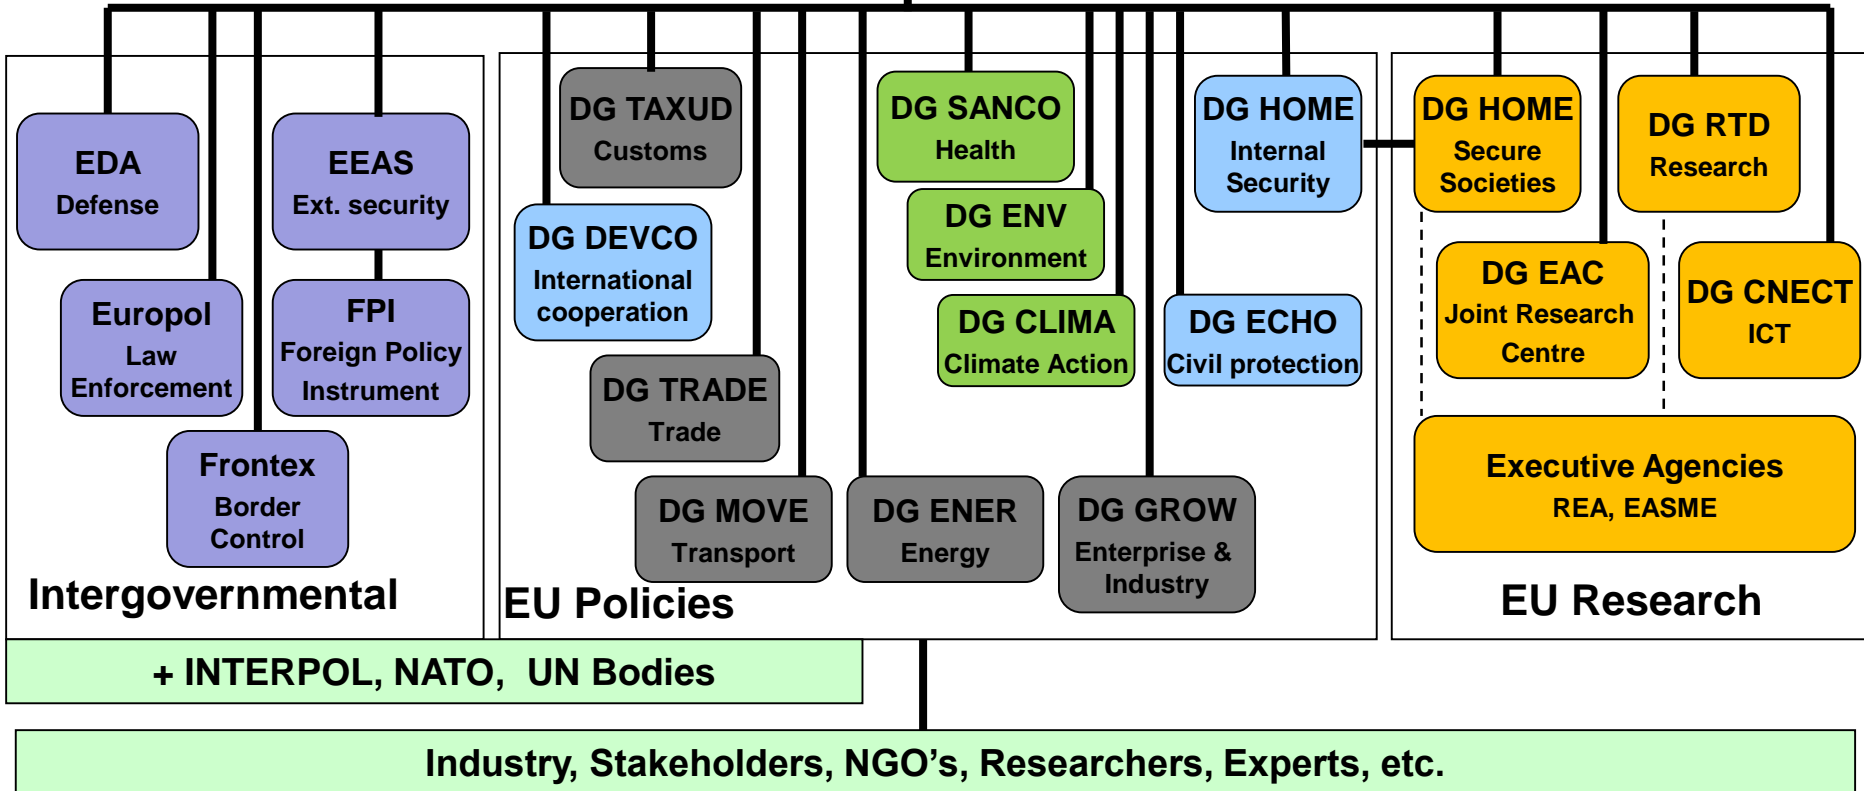 EDA
Defense
EEAS
Ext. security
Europol
Law
Enforcement
FPI
Foreign Policy
Instrument
Frontex
Border
Control
Intergovernmental
DG TAXUD
Customs
DG SANCO
Health
DG HOME
Internal
Security
DG DEVCO
International
cooperation
DG ENV
Environment
DG CLIMA
Climate Action
DG ECHO
Civil protection
DG TRADE
Trade
DG MOVE
Transport
DG ENER
Energy
DG GROW
Enterprise &
Industry
EU Policies
DG HOME
Secure
Societies
DG RTD
Research
DG EAC
Joint Research
Centre
DG CNECT
ICT
Executive Agencies
REA, EASME
EU Research
+ INTERPOL, NATO, UN Bodies
Industry, Stakeholders, NGO’s, Researchers, Experts, etc.